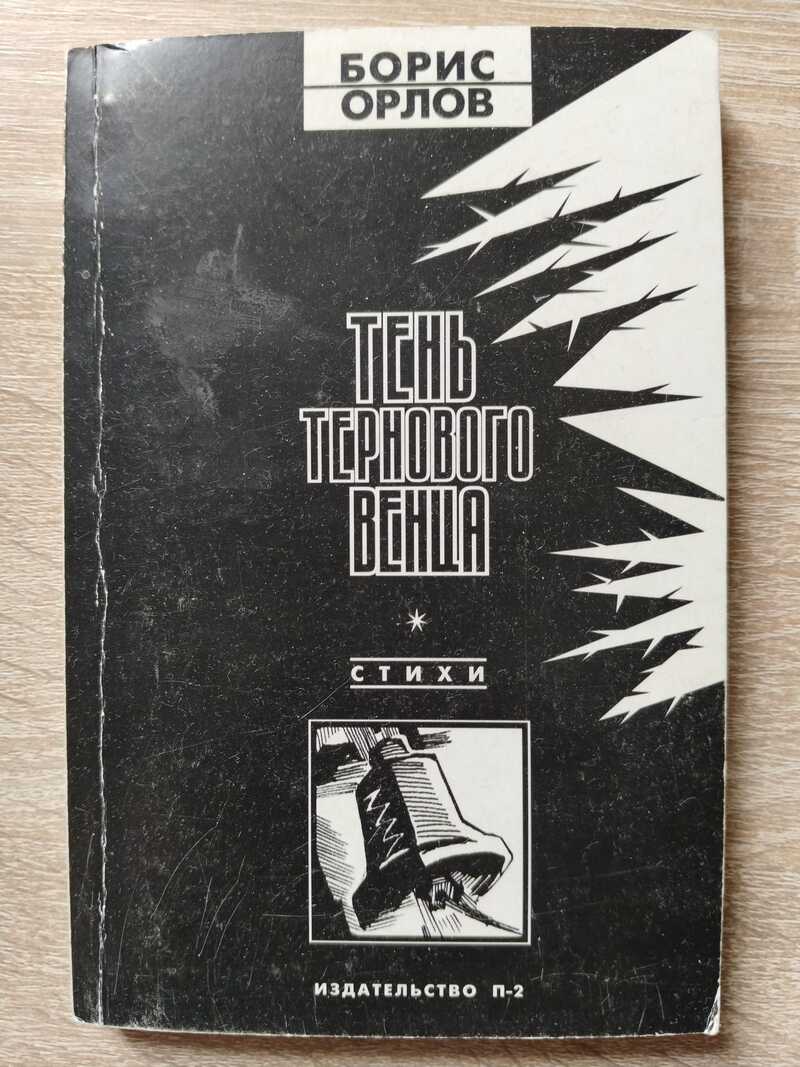 БОРИС
ОРЛОВ
ТЕНЬ
ТЕРНОВОГО
ВЕНЦА
СТИХИ
ИЗДАТЕЛЬСТВО П-2